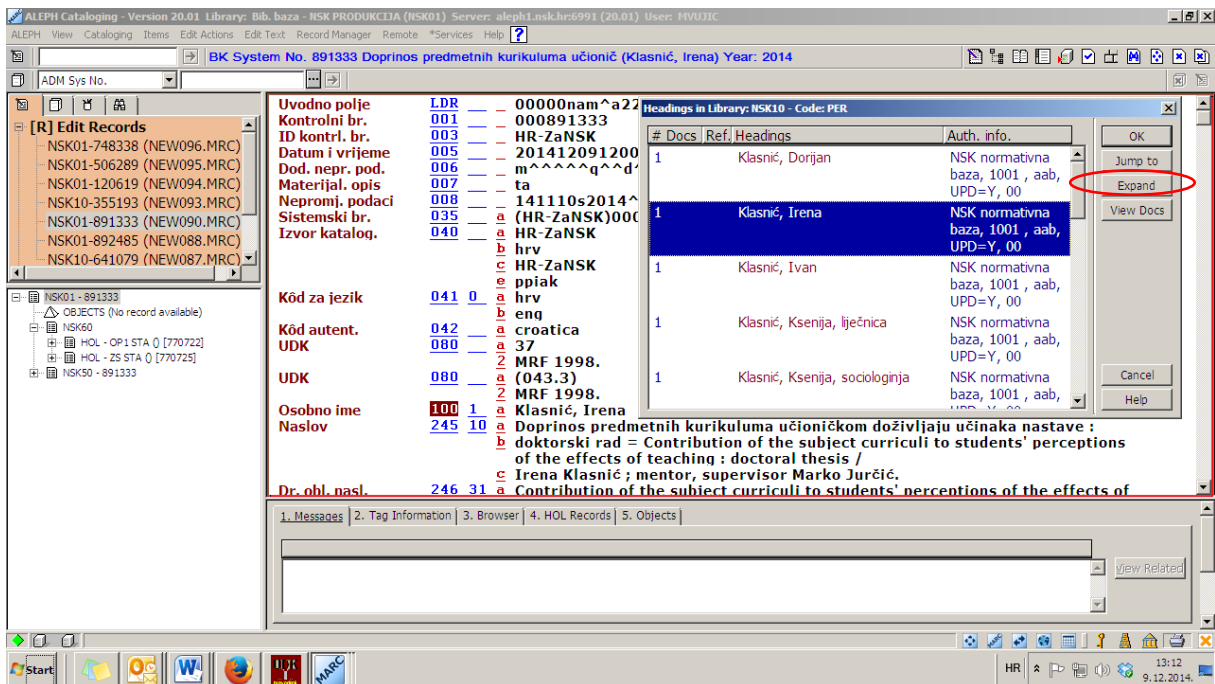 ALEPH Cataloging - Version 20.01 Library: Bib. baza - NSK PRODUKCIJA (NSK01) Server: aleph1.nsk.hr:6991 (20.01) User: MVUJIC
ALEPH View Cataloging Items Edit Actions Edit Text Record Manager Remote *Services Help ?
BK System No. 891333 Doprinos predmetnih kurikuluma učionič (Klasnić, Irena) Year: 2014
ADM Sys No.
[R] Edit Records
NSK01-748338 (NEW096.MRC)
NSK01-506289 (NEW095.MRC)
NSK01-120619 (NEW094.MRC)
NSK10-355193 (NEW093.MRC)
NSK01-891333 (NEW090.MRC)
NSK01-892485 (NEW088.MRC)
NSK10-641079 (NEW087.MRC)
NSK01 - 891333
OBJECTS (No record available)
NSK60
HOL - OP1 STA () [770722]
HOL - ZS STA () [770725]
NSK50 - 891333
Uvodno polje LDR 00000nam^a22
Kontrolni br. 001 000891333
ID kontrl. br. 003 HR-ZaNSK
Datum i vrijeme 005 201412091200
Dod. nepr. pod. 006 m^^^^^q^^d^
Materijal. opis 007 ta
Nepromj. podaci 008 141110s2014^
Sistemski br. 035 a (HR-ZaNSK)000
Izvor katalog. 040 a HR-ZaNSK
b hrv
c HR-ZaNSK
e ppiak
Kôd za jezik 041 0 a hrv
b eng
Kôd autent. 042 a croatica
UDK 080 a 37
2 MRF 1998.
UDK 080 a (043.3)
2 MRF 1998.
Osobno ime 100 1 a Klasnić, Irena
Naslov 245 10 a Doprinos predmetnih kurikuluma učioničkom doživljaju učinaka nastave :
b doktorski rad = Contribution of the subject curriculi to students' perceptions
of the effects of teaching : doctoral thesis /
c Irena Klasnić ; mentor, supervisor Marko Jurčić.
Dr. obl. nasl. 246 31 a Contribution of the subject curriculi to students' perceptions of the effects of
Headings in Library: NSK10 - Code: PER
# Docs Ref. Headings Auth. info.
1 Klasnić, Dorijan NSK normativna
baza, 1001 , aab,
UPD=Y, 00
1 Klasnić, Irena NSK normativna
baza, 1001 , aab,
UPD=Y, 00
1 Klasnić, Ivan NSK normativna
baza, 1001 , aab,
UPD=Y, 00
1 Klasnić, Ksenija, liječnica NSK normativna
baza, 1001 , aab,
UPD=Y, 00
1 Klasnić, Ksenija, sociologinja NSK normativna
baza, 1001 , aab,
UPD=Y, 00
OK
Jump to
Expand
View Docs
Cancel
Help
1. Messages 2. Tag Information 3. Browser 4. HOL Records 5. Objects
View Related
Start
MARC
HR
13:12
9.12.2014.